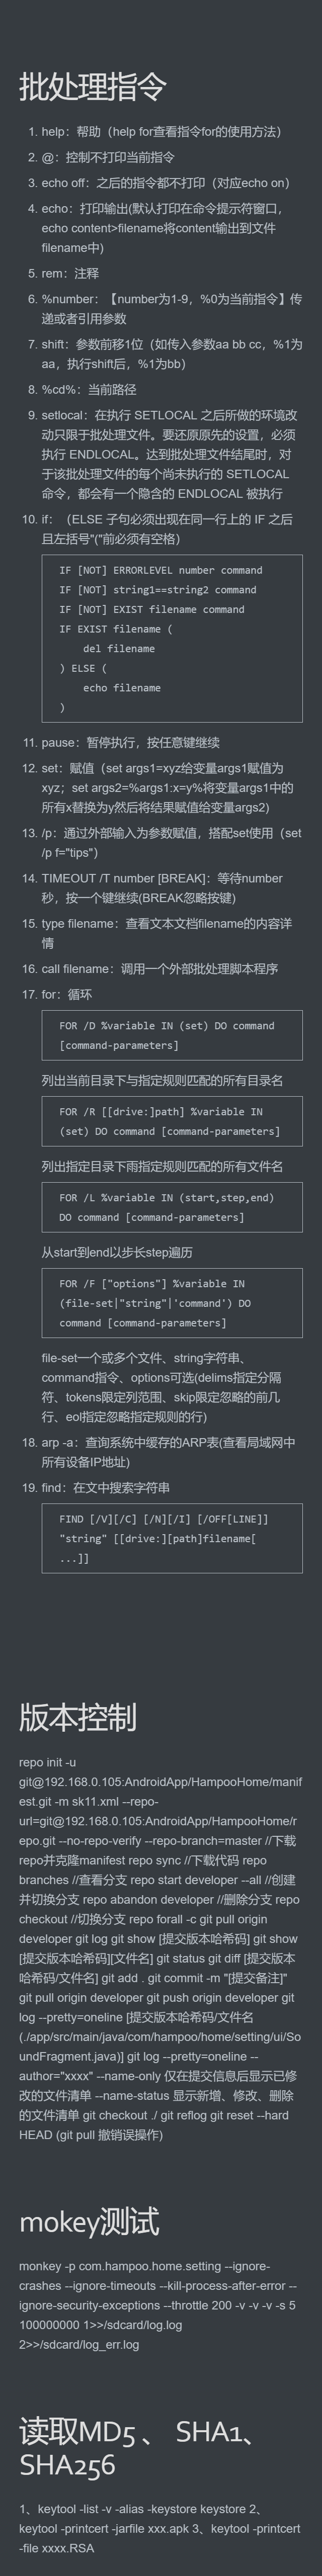 批处理指令
1. help：帮助（help for查看指令for的使用方法）
2. @：控制不打印当前指令
3. echo off：之后的指令都不打印（对应echo on）
4. echo：打印输出(默认打印在命令提示符窗口，
echo content>filename将content输出到文件
filename中)
5. rem：注释
6. %number：【number为1-9，%0为当前指令】传
递或者引用参数
7. shift：参数前移1位（如传入参数aa bb cc，%1为
aa，执行shift后，%1为bb）
8. %cd%：当前路径
9. setlocal：在执行 SETLOCAL 之后所做的环境改
动只限于批处理文件。要还原原先的设置，必须
执行 ENDLOCAL。达到批处理文件结尾时，对
于该批处理文件的每个尚未执行的 SETLOCAL
命令，都会有一个隐含的 ENDLOCAL 被执行
10. if：（ELSE 子句必须出现在同一行上的 IF 之后
且左括号"("前必须有空格）
IF [NOT] ERRORLEVEL number command
IF [NOT] string1==string2 command
IF [NOT] EXIST filename command
IF EXIST filename (
del filename
) ELSE (
echo filename
)
11. pause：暂停执行，按任意键继续
12. set：赋值（set args1=xyz给变量args1赋值为
xyz；set args2=%args1:x=y%将变量args1中的
所有x替换为y然后将结果赋值给变量args2）
13. /p：通过外部输入为参数赋值，搭配set使用（set
/p f="tips"）
14. TIMEOUT /T number [BREAK]：等待number
秒，按一个键继续(BREAK忽略按键)
15. type filename：查看文本文档filename的内容详
情
16. call filename：调用一个外部批处理脚本程序
17. for：循环
FOR /D %variable IN (set) DO command
[command-parameters]
列出当前目录下与指定规则匹配的所有目录名
FOR /R [[drive:]path] %variable IN
(set) DO command [command-parameters]
列出指定目录下雨指定规则匹配的所有文件名
FOR /L %variable IN (start,step,end)
DO command [command-parameters]
从start到end以步长step遍历
FOR /F ["options"] %variable IN
(file-set|"string"|'command') DO
command [command-parameters]
file-set一个或多个文件、string字符串、
command指令、options可选(delims指定分隔
符、tokens限定列范围、skip限定忽略的前几
行、eol指定忽略指定规则的行)
18. arp -a：查询系统中缓存的ARP表(查看局域网中
所有设备IP地址)
19. find：在文中搜索字符串
FIND [/V][/C] [/N][/I] [/OFF[LINE]]
"string" [[drive:][path]filename[
...]]
版本控制
repo init -u
git@192.168.0.105:AndroidApp/HampooHome/manif
est.git -m sk11.xml --repo-
url=git@192.168.0.105:AndroidApp/HampooHome/r
epo.git --no-repo-verify --repo-branch=master //下载
repo并克隆manifest repo sync //下载代码 repo
branches //查看分支 repo start developer --all //创建
并切换分支 repo abandon developer //删除分支 repo
checkout //切换分支 repo forall -c git pull origin
developer git log git show [提交版本哈希码] git show
[提交版本哈希码][文件名] git status git diff [提交版本
哈希码/文件名] git add . git commit -m "[提交备注]"
git pull origin developer git push origin developer git
log --pretty=oneline [提交版本哈希码/文件名
(./app/src/main/java/com/hampoo/home/setting/ui/So
undFragment.java)] git log --pretty=oneline --
author="xxxx" --name-only 仅在提交信息后显示已修
改的文件清单 --name-status 显示新增、修改、删除
的文件清单 git checkout ./ git reflog git reset --hard
HEAD (git pull 撤销误操作)
mokey测试
monkey -p com.hampoo.home.setting --ignore-
crashes --ignore-timeouts --kill-process-after-error --
ignore-security-exceptions --throttle 200 -v -v -v -s 5
100000000 1>>/sdcard/log.log
2>>/sdcard/log_err.log
读取MD5 、 SHA1、
SHA256
1、keytool -list -v -alias -keystore keystore 2、
keytool -printcert -jarfile xxx.apk 3、keytool -printcert
-file xxxx.RSA